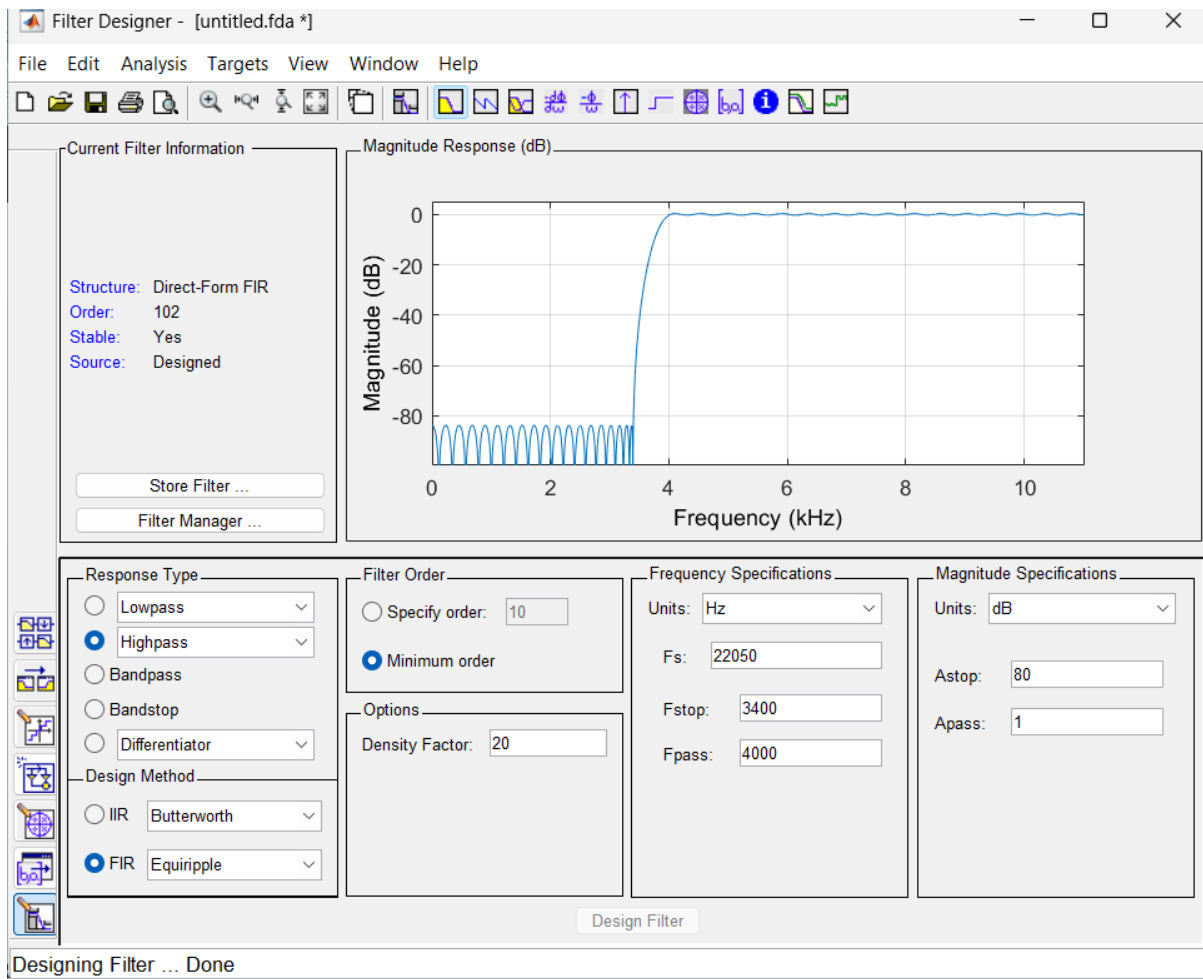 Filter Designer - [untitled.fda *]
File Edit Analysis Targets View Window Help
Current Filter Information
Structure: Direct-Form FIR
Order: 102
Stable: Yes
Source: Designed
Store Filter ...
Filter Manager ...
Magnitude Response (dB)
Magnitude (dB)
0
-20
-40
-60
-80
0 2 4 6 8 10
Frequency (kHz)
Response Type
Lowpass
Highpass
Bandpass
Bandstop
Differentiator
Design Method
IIR Butterworth
FIR Equiripple
Filter Order
Specify order: 10
Minimum order
Options
Density Factor: 20
Frequency Specifications
Units: Hz
Fs: 22050
Fstop: 3400
Fpass: 4000
Magnitude Specifications
Units: dB
Astop: 80
Apass: 1
Design Filter
Designing Filter ... Done